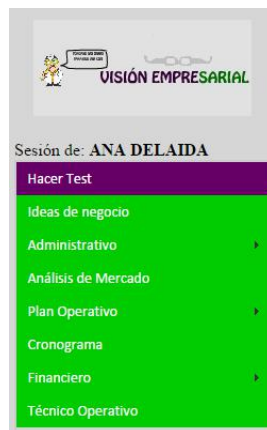 VISIÓN EMPRESARIAL
Sesión de: ANA DELAIDA
Hacer Test
Ideas de negocio
Administrativo
Análisis de Mercado
Plan Operativo
Cronograma
Financiero
Técnico Operativo